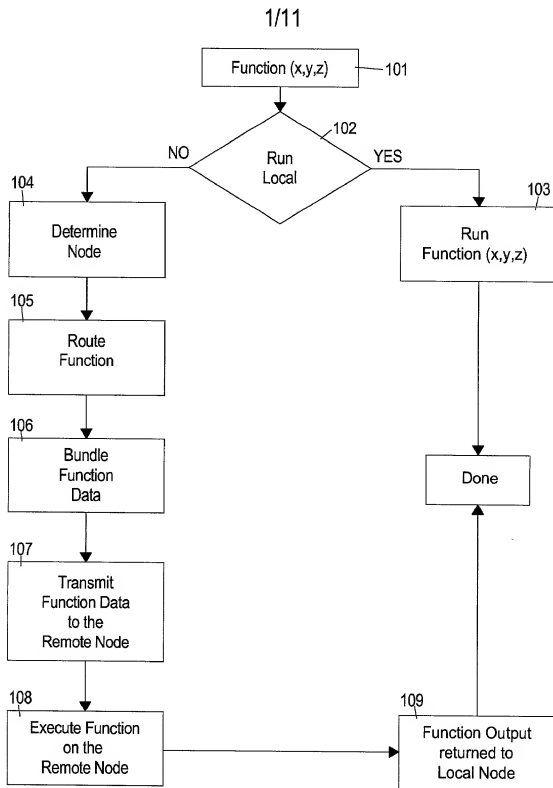 1/11
Function (x,y,z)
101
102
Run
Local
NO
YES
104
Determine
Node
103
Run
Function (x,y,z)
105
Route
Function
106
Bundle
Function
Data
Done
107
Transmit
Function Data
to the
Remote Node
108
Execute Function
on the
Remote Node
109
Function Output
returned to
Local Node